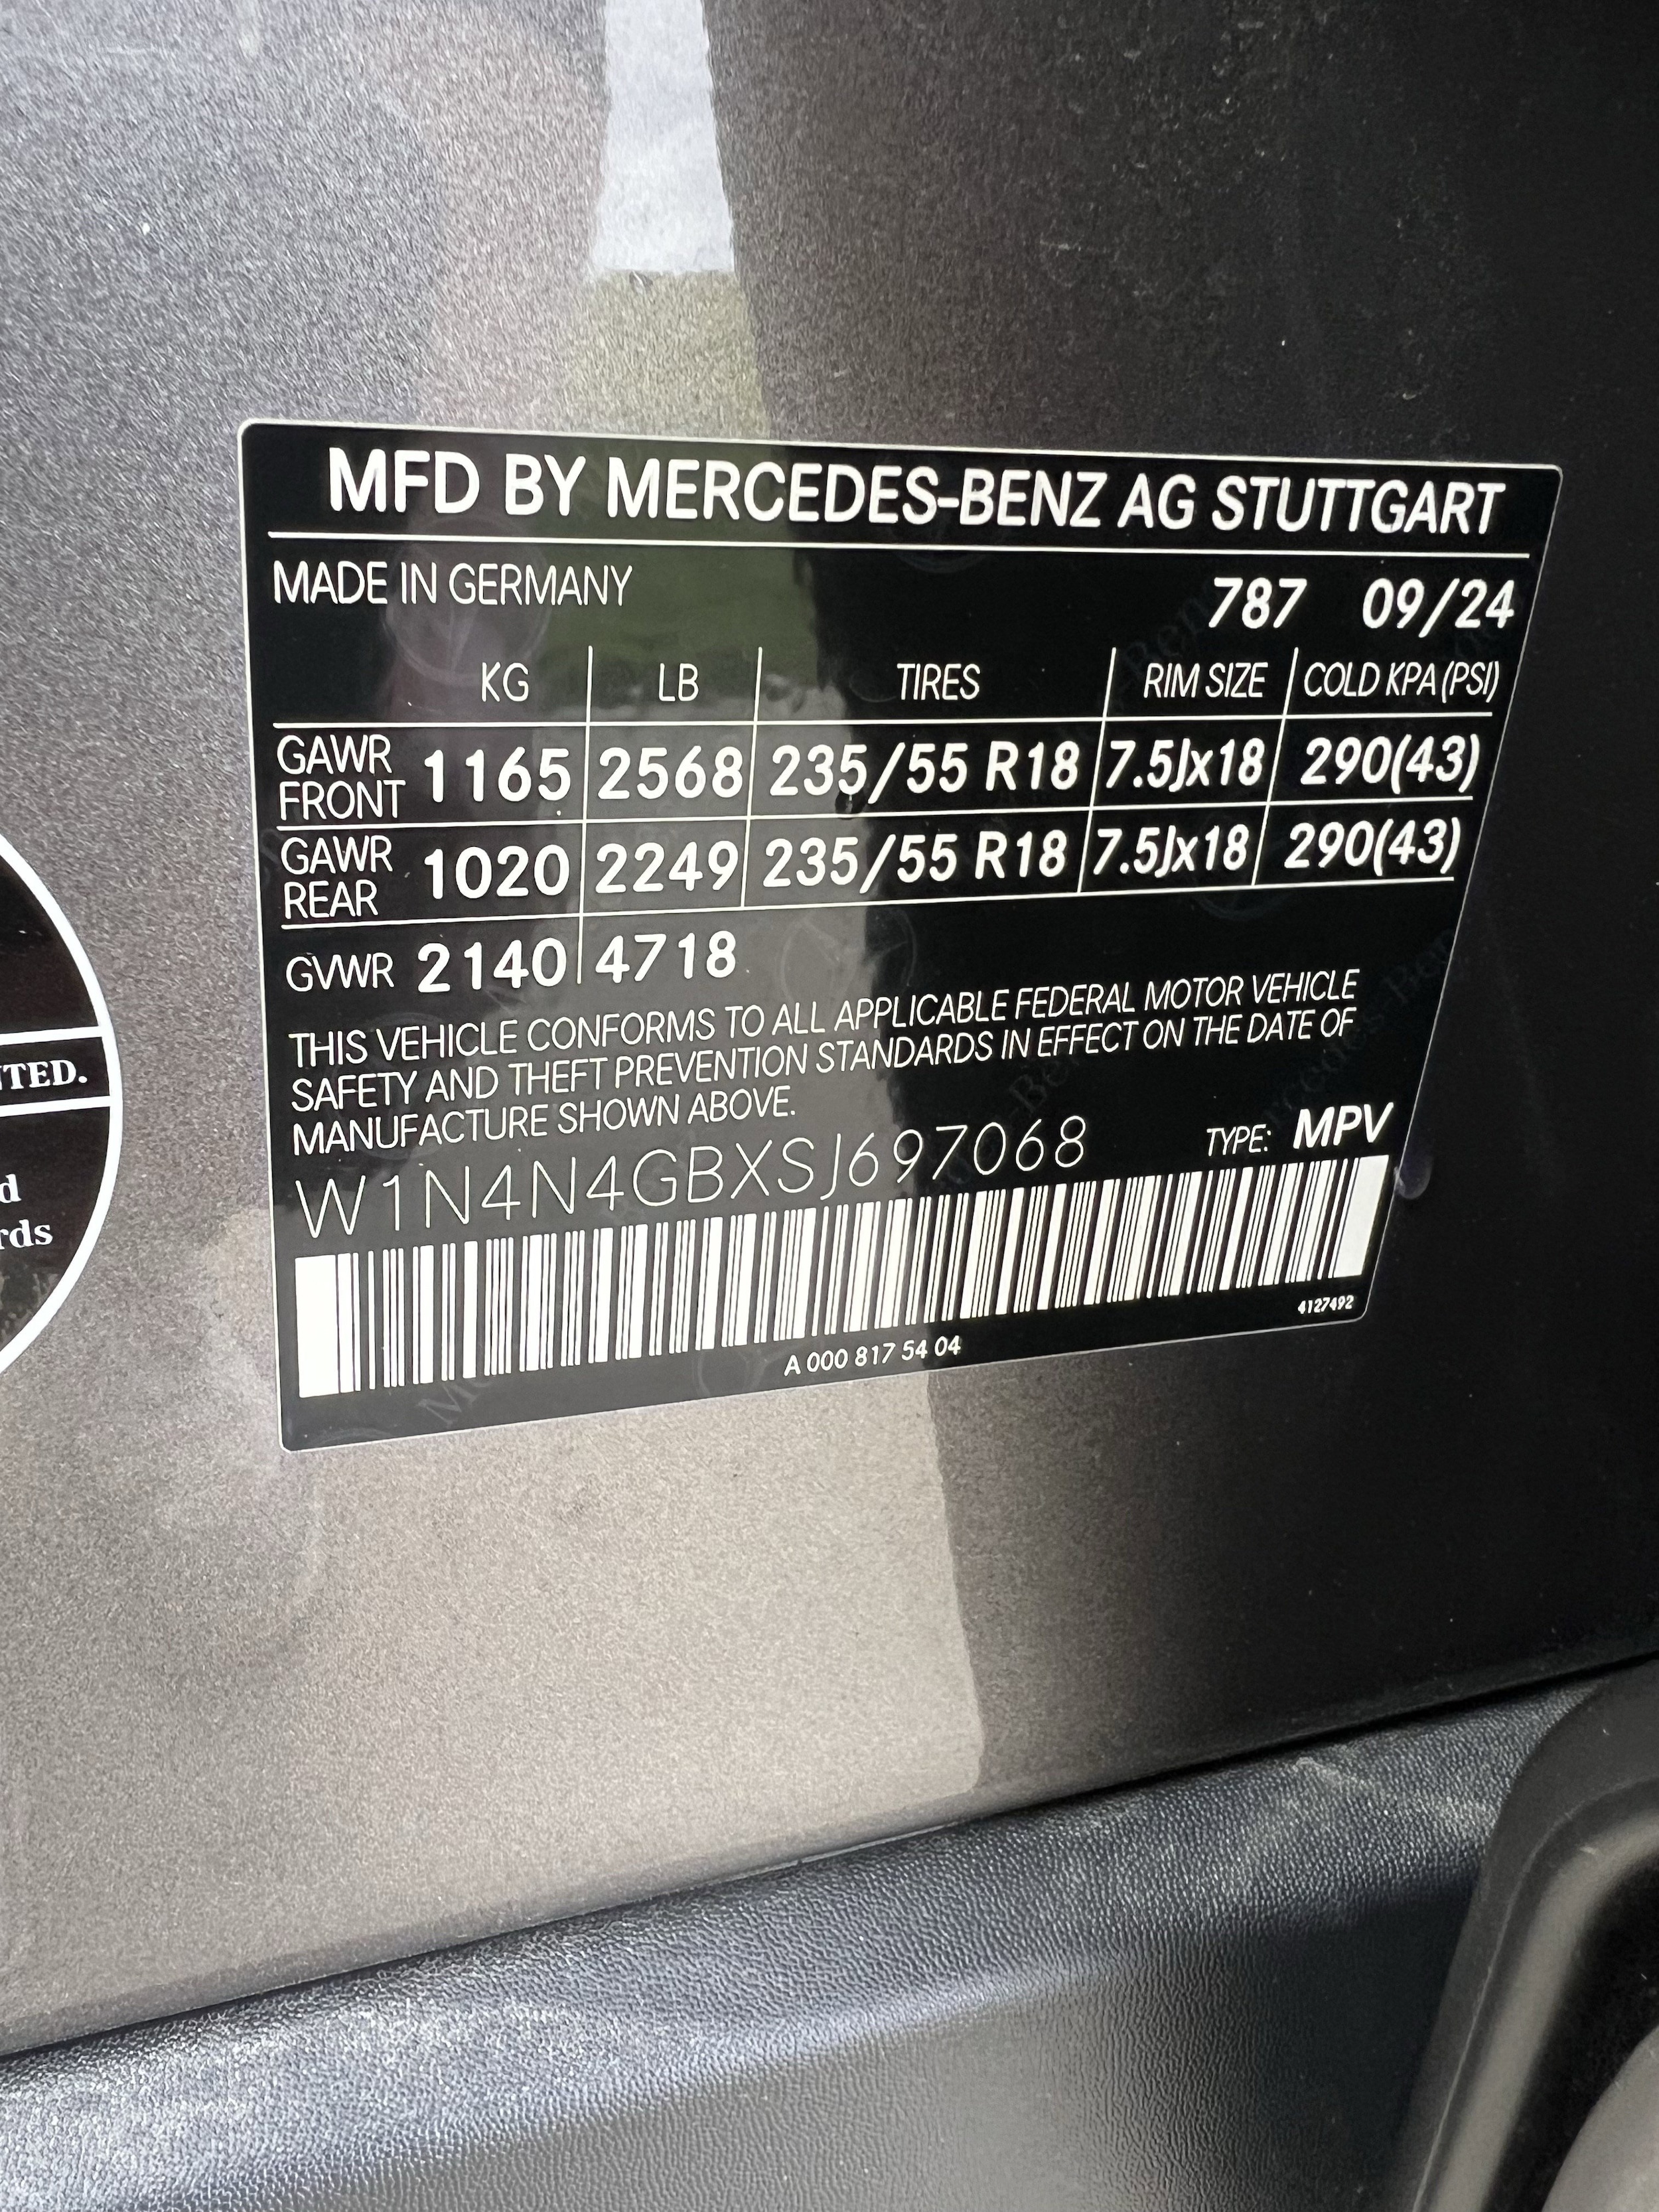 MFD BY MERCEDES-BENZ AG STUTTGART
MADE IN GERMANY 787 09/24
KG LB TIRES RIM SIZE COLD KPA (PSI)
GAWR FRONT 1165 2568 235/55 R18 7.5Jx18 290(43)
GAWR REAR 1020 2249 235/55 R18 7.5Jx18 290(43)
GVWR 2140 4718
THIS VEHICLE CONFORMS TO ALL APPLICABLE FEDERAL MOTOR VEHICLE
SAFETY AND THEFT PREVENTION STANDARDS IN EFFECT ON THE DATE OF
MANUFACTURE SHOWN ABOVE.
W1N4N4GBXSJ697068 TYPE: MPV
4127492
A 000 817 54 04
TED.
d
rds